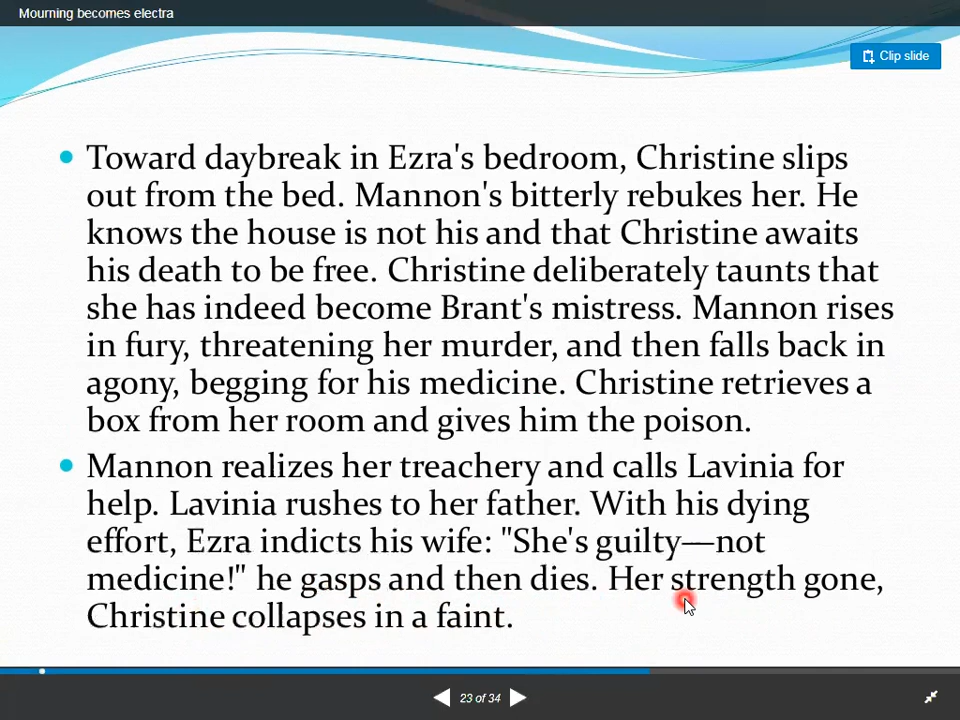 Mourning becomes electra
Clip slide
Toward daybreak in Ezra's bedroom, Christine slips
out from the bed. Mannon's bitterly rebukes her. He
knows the house is not his and that Christine awaits
his death to be free. Christine deliberately taunts that
she has indeed become Brant's mistress. Mannon rises
in fury, threatening her murder, and then falls back in
agony, begging for his medicine. Christine retrieves a
box from her room and gives him the poison.
Mannon realizes her treachery and calls Lavinia for
help. Lavinia rushes to her father. With his dying
effort, Ezra indicts his wife: "She's guilty—not
medicine!" he gasps and then dies. Her strength gone,
Christine collapses in a faint.
23 of 34